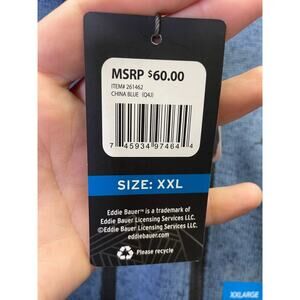 MSRP $60.00
ITEM# 261462
CHINA BLUE (Q4J)
7 45934 97464 4
SIZE: XXL
Eddie Bauer™ is a trademark of
Eddie Bauer Licensing Services LLC.
©Eddie Bauer Licensing Services LLC.
eddiebauer.com
Please recycle
XXLARGE